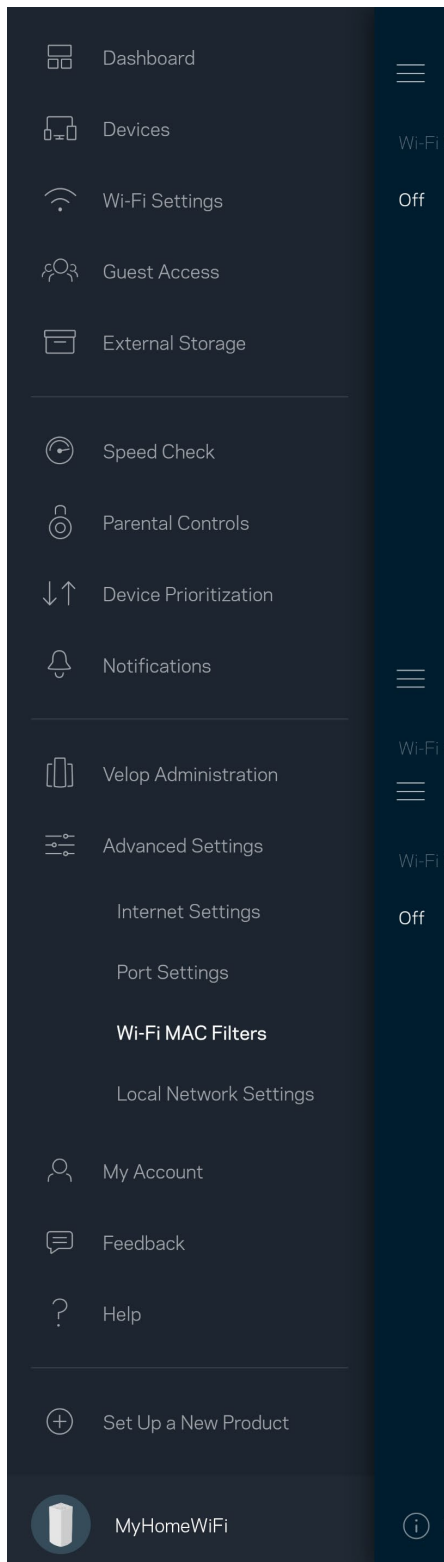 Dashboard
Devices
Wi-Fi
Wi-Fi Settings
Off
Guest Access
External Storage
Speed Check
Parental Controls
Device Prioritization
Notifications
Wi-Fi
Velop Administration
Advanced Settings
Wi-Fi
Internet Settings
Off
Port Settings
Wi-Fi MAC Filters
Local Network Settings
My Account
Feedback
? Help
Set Up a New Product
MyHomeWiFi